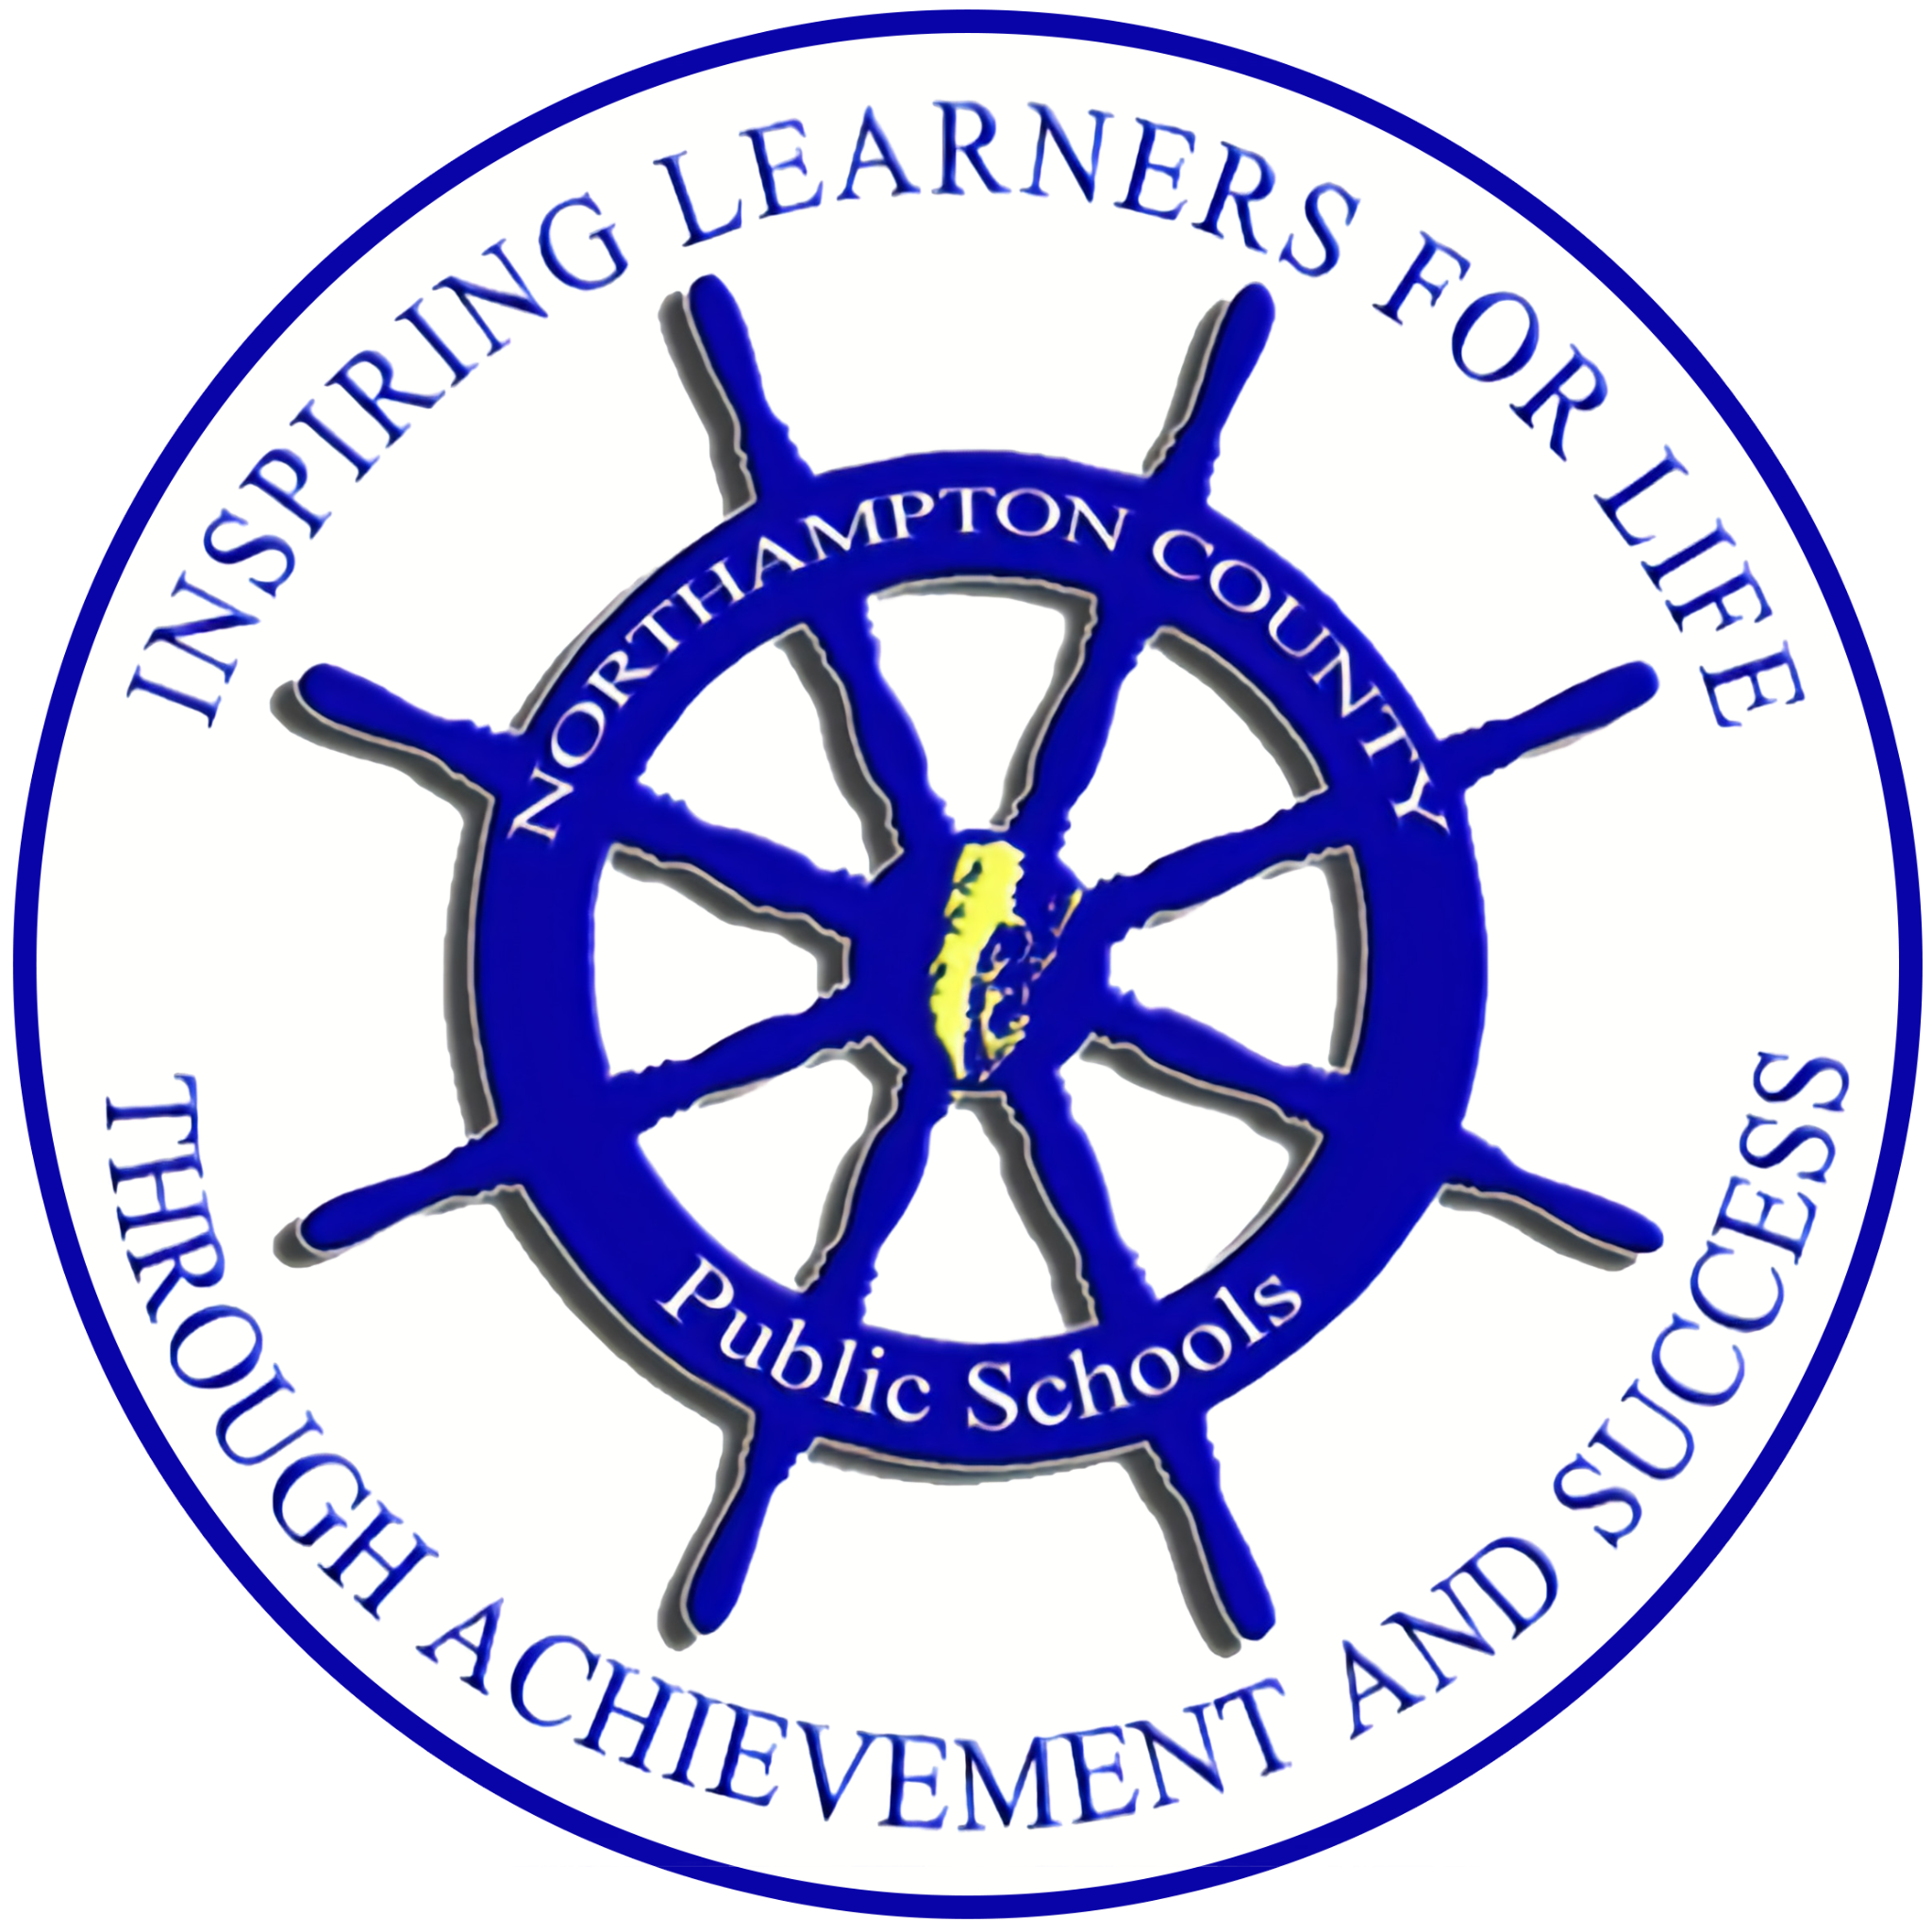 INSPIRING LEARNERS FOR LIFE
NORTHAMPTON COUNTY
Public Schools
THROUGH ACHIEVEMENT AND SUCCESS